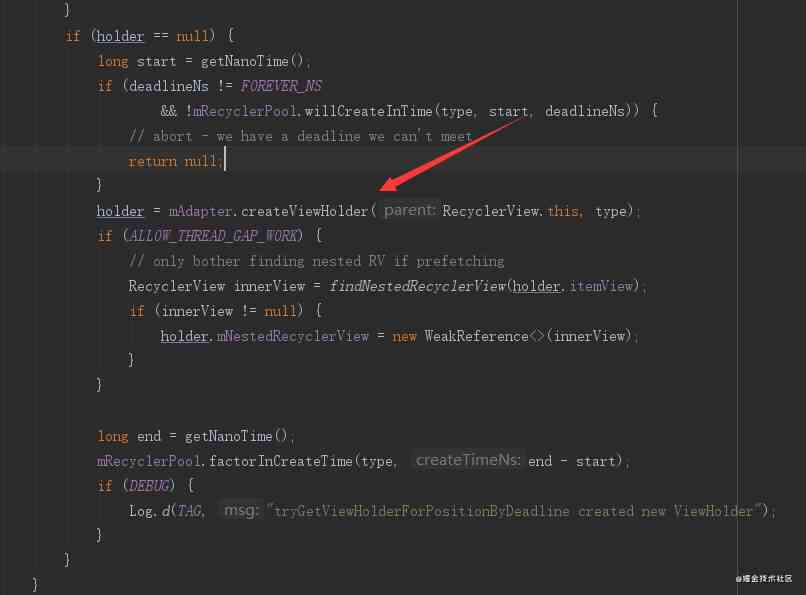 }
if (holder == null) {
long start = getNanoTime();
if (deadlineNs != FOREVER_NS
&& !mRecyclerPool.willCreateInTime(type, start, deadlineNs)) {
// abort - we have a deadline we can't meet
return null;
}
holder = mAdapter.createViewHolder( parent: RecyclerView.this, type);
if (ALLOW_THREAD_GAP_WORK) {
// only bother finding nested RV if prefetching
RecyclerView innerView = findNestedRecyclerView(holder.itemView);
if (innerView != null) {
holder.mNestedRecyclerView = new WeakReference<>(innerView);
}
}
long end = getNanoTime();
mRecyclerPool.factorInCreateTime(type, createTimeNs: end - start);
if (DEBUG) {
Log.d(TAG, msg: "tryGetViewHolderForPositionByDeadline created new ViewHolder");
}
}
}
@掘金技术社区